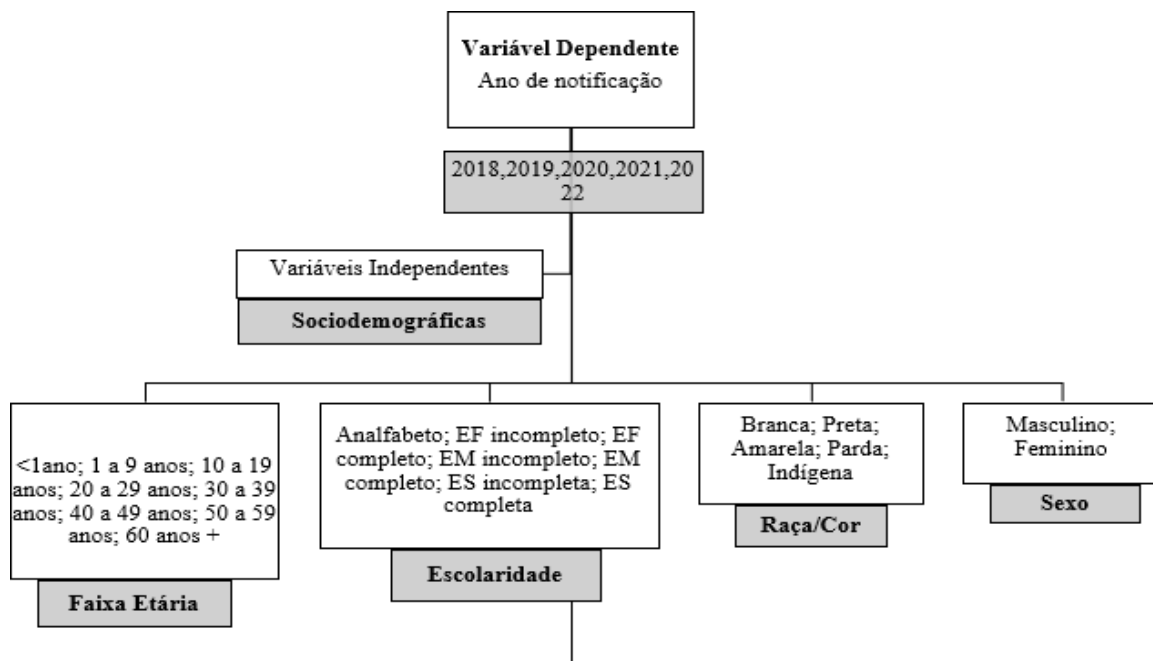 Variável Dependente
Ano de notificação
2018,2019,2020,2021,20
22
Variáveis Independentes
Sociodemográficas
<1ano; 1 a 9 anos; 10 a 19
anos; 20 a 29 anos; 30 a 39
anos; 40 a 49 anos; 50 a 59
anos; 60 anos +
Faixa Etária
Analfabeto; EF incompleto; EF
completo; EM incompleto; EM
completo; ES incompleta; ES
completa
Escolaridade
Branca; Preta;
Amarela; Parda;
Indígena
Raça/Cor
Masculino;
Feminino
Sexo